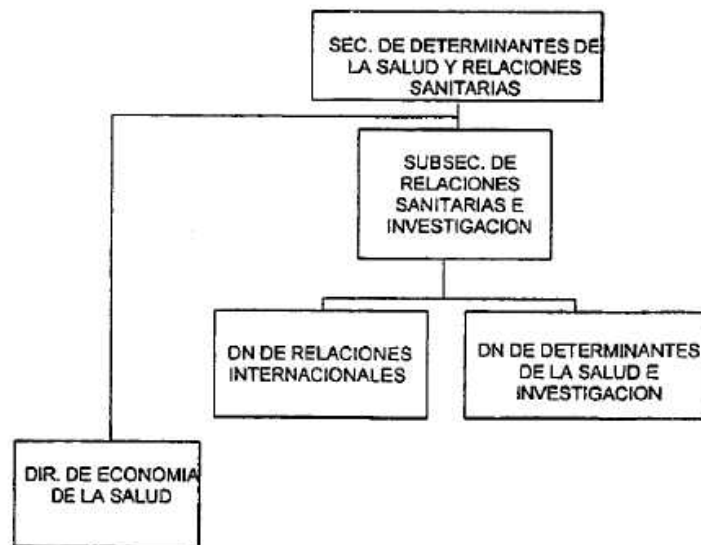 SEC. DE DETERMINANTES DE
LA SALUD Y RELACIONES
SANITARIAS
SUBSEC. DE
RELACIONES
SANITARIAS E
INVESTIGACION
DN DE RELACIONES
INTERNACIONALES
DN DE DETERMINANTES
DE LA SALUD E
INVESTIGACION
DIR. DE ECONOMIA
DE LA SALUD